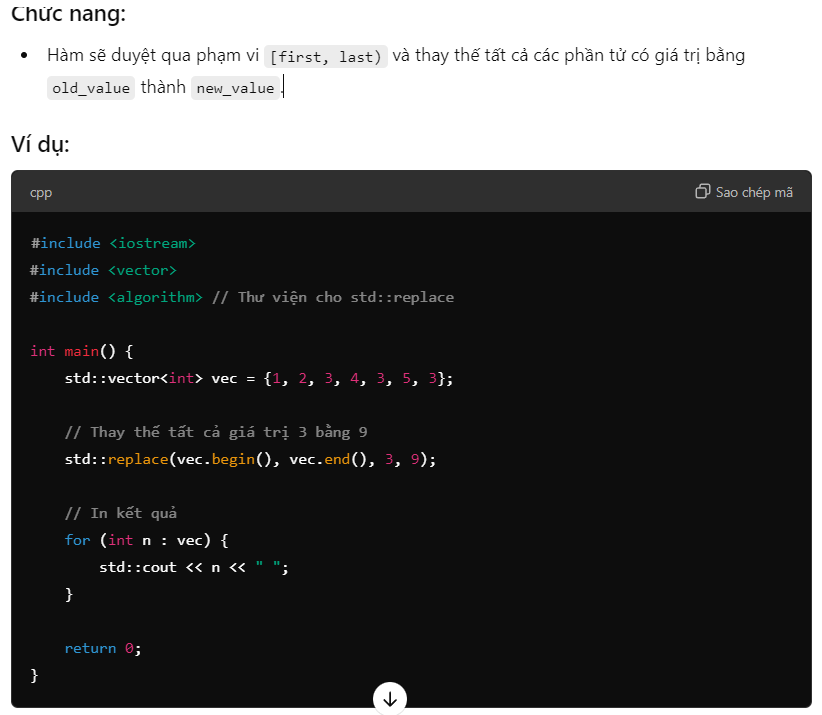 Chức năng:
Hàm sẽ duyệt qua phạm vi [first, last) và thay thế tất cả các phần tử có giá trị bằng
old_value thành new_value.
Ví dụ:
cpp
Sao chép mã
#include <iostream>
#include <vector>
#include <algorithm> // Thư viện cho std::replace
int main() {
    std::vector<int> vec = {1, 2, 3, 4, 3, 5, 3};
    // Thay thế tất cả giá trị 3 bằng 9
    std::replace(vec.begin(), vec.end(), 3, 9);
    // In kết quả
    for (int n : vec) {
        std::cout << n << " ";
    }
    return 0;
}